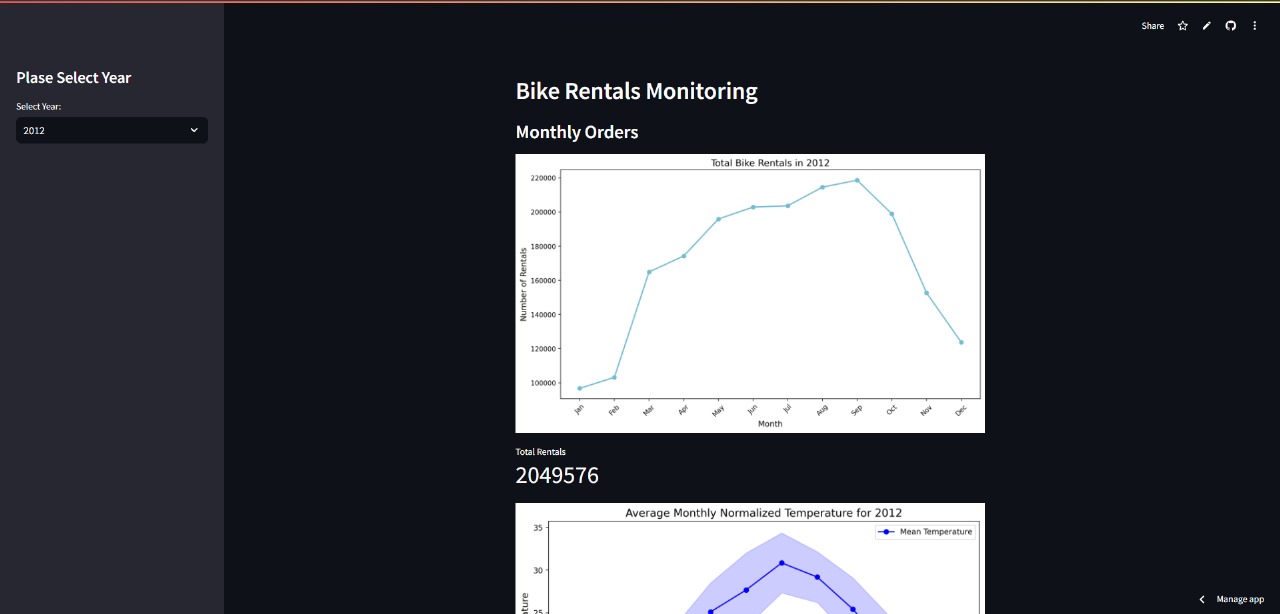 Share
Plase Select Year
Select Year:
2012
Bike Rentals Monitoring
Monthly Orders
Total Bike Rentals in 2012
220000
200000
180000
160000
140000
120000
100000
Number of Rentals
Jan Feb Mar Apr May Jun Jul Aug Sep Oct Nov Dec
Month
Total Rentals
2049576
Average Monthly Normalized Temperature for 2012
Mean Temperature
35
30
25
Manage app